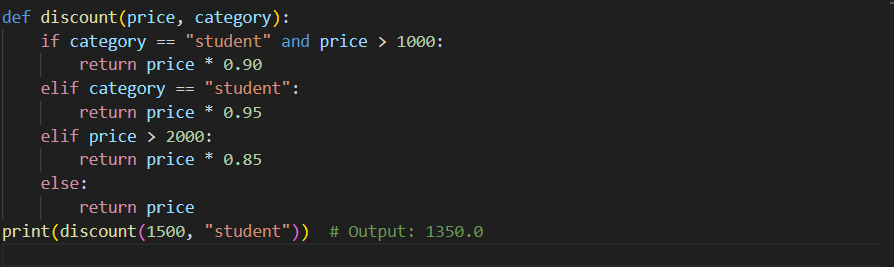 def discount(price, category):
    if category == "student" and price > 1000:
        return price * 0.90
    elif category == "student":
        return price * 0.95
    elif price > 2000:
        return price * 0.85
    else:
        return price
print(discount(1500, "student"))  # Output: 1350.0